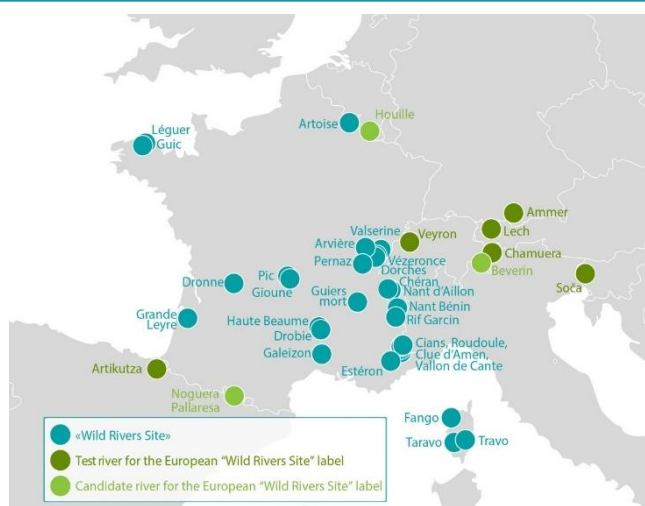 Léguer
Guic
Artoise
Houille
Ammer
Lech
Chamuera
Beverin
Soča
Veyron
Valserine
Arvière
Pernaz
Vézeronce
Dorches
Chéran
Nant d'Aillon
Guiers
mort
Nant Bénin
Rif Garcin
Pic
Gioune
Dronne
Grande
Leyre
Haute Beaume
Drobie
Galeizon
Cians, Roudoule,
Clue d'Amen,
Vallon de Cante
Estéron
Artikutza
Noguera
Pallaresa
Fango
Taravo
Travo
«Wild Rivers Site»
Test river for the European "Wild Rivers Site" label
Candidate river for the European "Wild Rivers Site" label